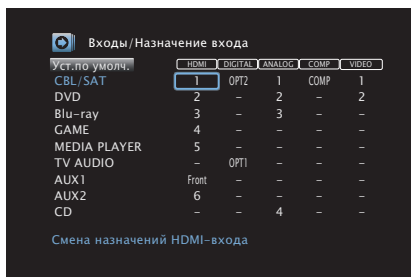 Входы/Назначение входа
Уст.по умолч. HDMI DIGITAL ANALOG COMP VIDEO
CBL/SAT 1 OPT2 1 COMP 1
DVD 2 – 2 – 2
Blu-ray 3 – 3 – –
GAME 4 – – – –
MEDIA PLAYER 5 – – – –
TV AUDIO – OPT1 – – –
AUX1 Front – – – –
AUX2 6 – – – –
CD – – 4 – –
Смена назначений HDMI-входа